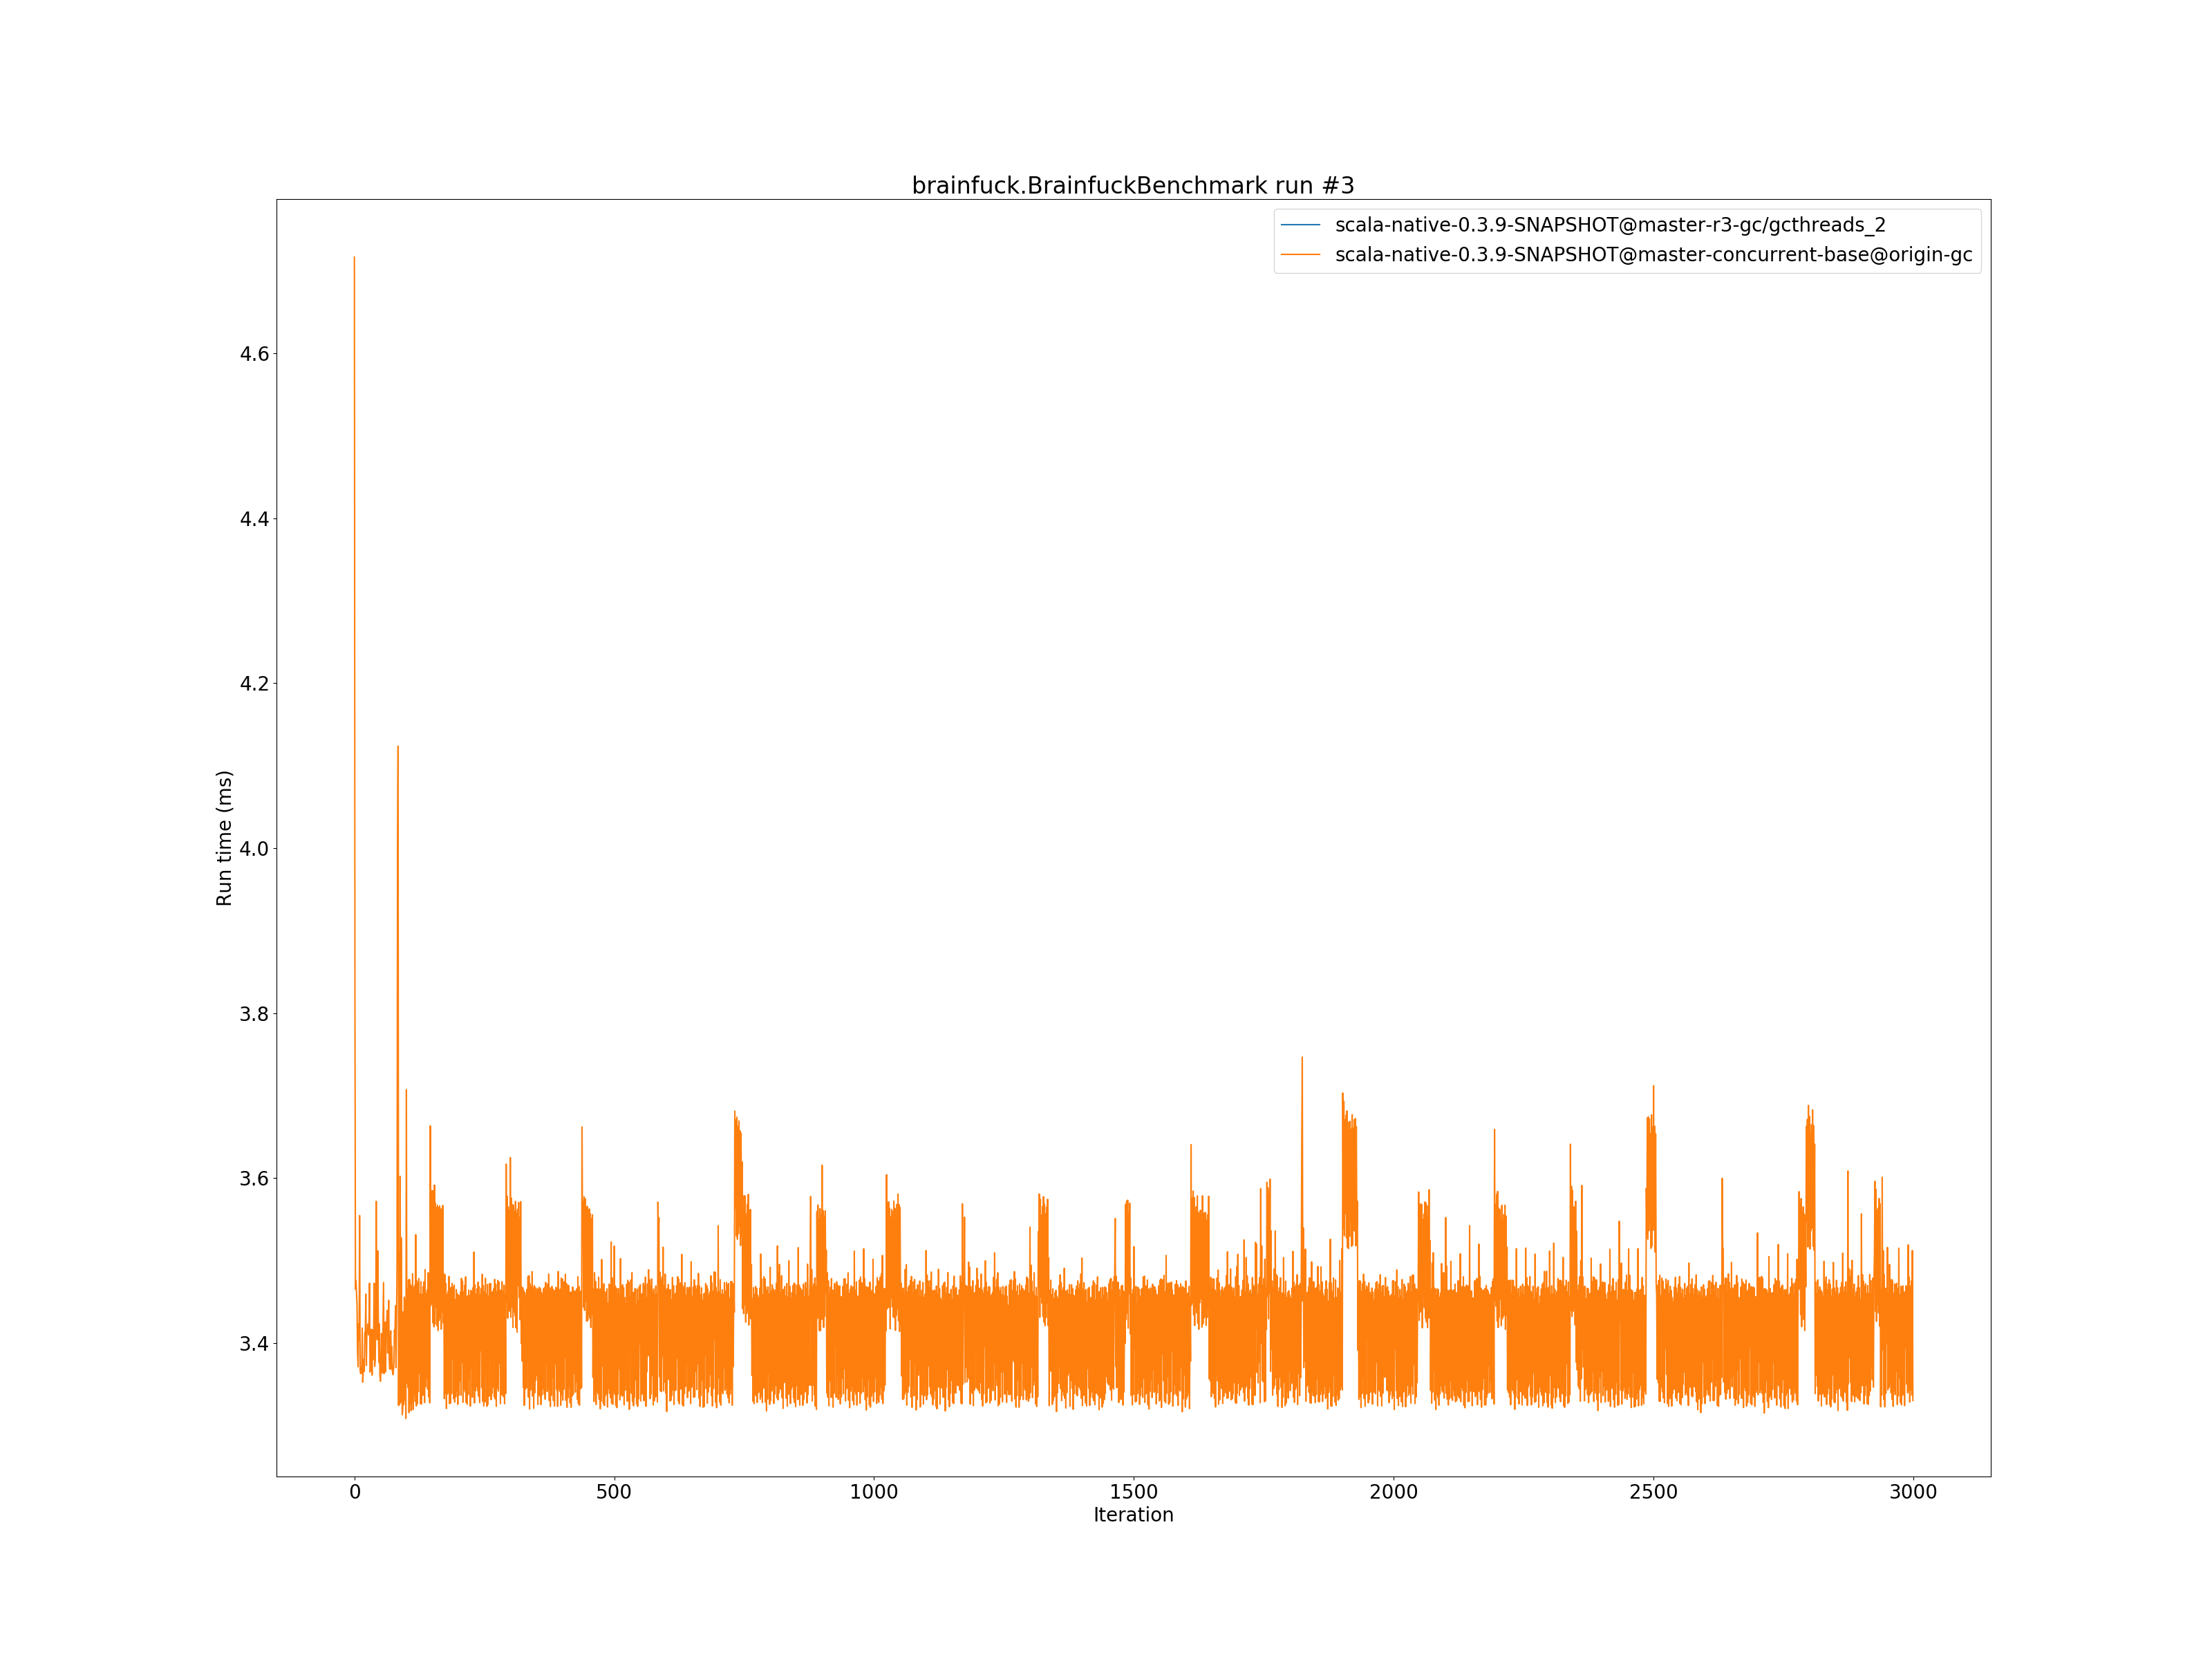 brainfuck.BrainfuckBenchmark run #3
scala-native-0.3.9-SNAPSHOT@master-r3-gc/gcthreads_2
scala-native-0.3.9-SNAPSHOT@master-concurrent-base@origin-gc
4.6
4.4
4.2
4.0
3.8
3.6
3.4
Run time (ms)
0 500 1000 1500 2000 2500 3000
Iteration